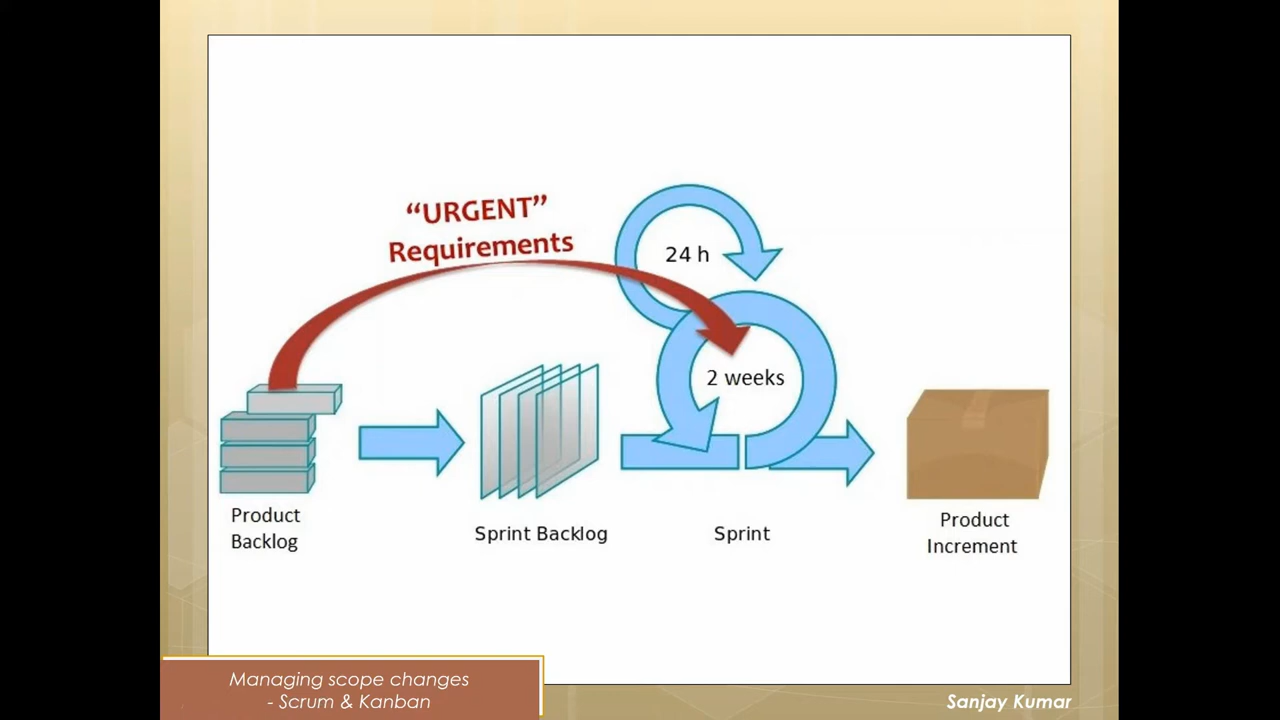 “URGENT”
Requirements
24 h
2 weeks
Product
Backlog
Sprint Backlog
Sprint
Product
Increment
Managing scope changes
- Scrum & Kanban
Sanjay Kumar